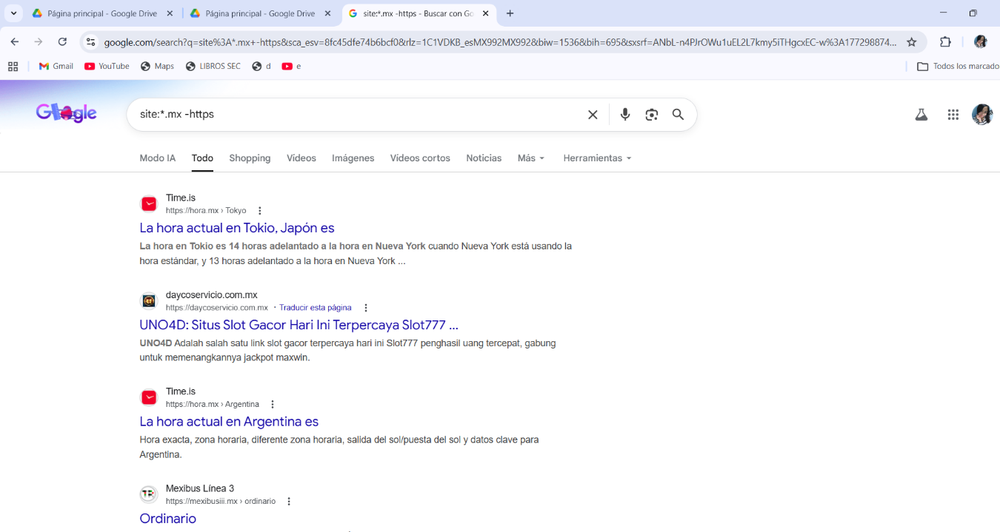 Página principal - Google Drive
Página principal - Google Drive
site:*.mx -https - Buscar con Go
google.com/search?q=site%3A*.mx+-https&sca_esv=8fc45dfe74b6bcf0&rlz=1C1VDKB_esMX992MX992&biw=1536&bih=695&sxsrf=ANbL-n4PJrOWu1uEL2L7kmy5iTHgcxEC-w%3A177298874...
Gmail YouTube Maps LIBROS SEC d e Todos los marcado
Google
site:*.mx -https
Modo IA Todo Shopping Vídeos Imágenes Vídeos cortos Noticias Más Herramientas
Time.is
https://hora.mx › Tokyo
La hora actual en Tokio, Japón es
La hora en Tokio es 14 horas adelantado a la hora en Nueva York cuando Nueva York está usando la
hora estándar, y 13 horas adelantado a la hora en Nueva York ...
daycoservicio.com.mx
https://daycoservicio.com.mx · Traducir esta página
UNO4D: Situs Slot Gacor Hari Ini Terpercaya Slot777 ...
UNO4D Adalah salah satu link slot gacor terpercaya hari ini Slot777 penghasil uang tercepat, gabung
untuk memenangkannya jackpot maxwin.
Time.is
https://hora.mx › Argentina
La hora actual en Argentina es
Hora exacta, zona horaria, diferente zona horaria, salida del sol/puesta del sol y datos clave para
Argentina.
Mexibus Línea 3
https://mexibusiii.mx › ordinario
Ordinario